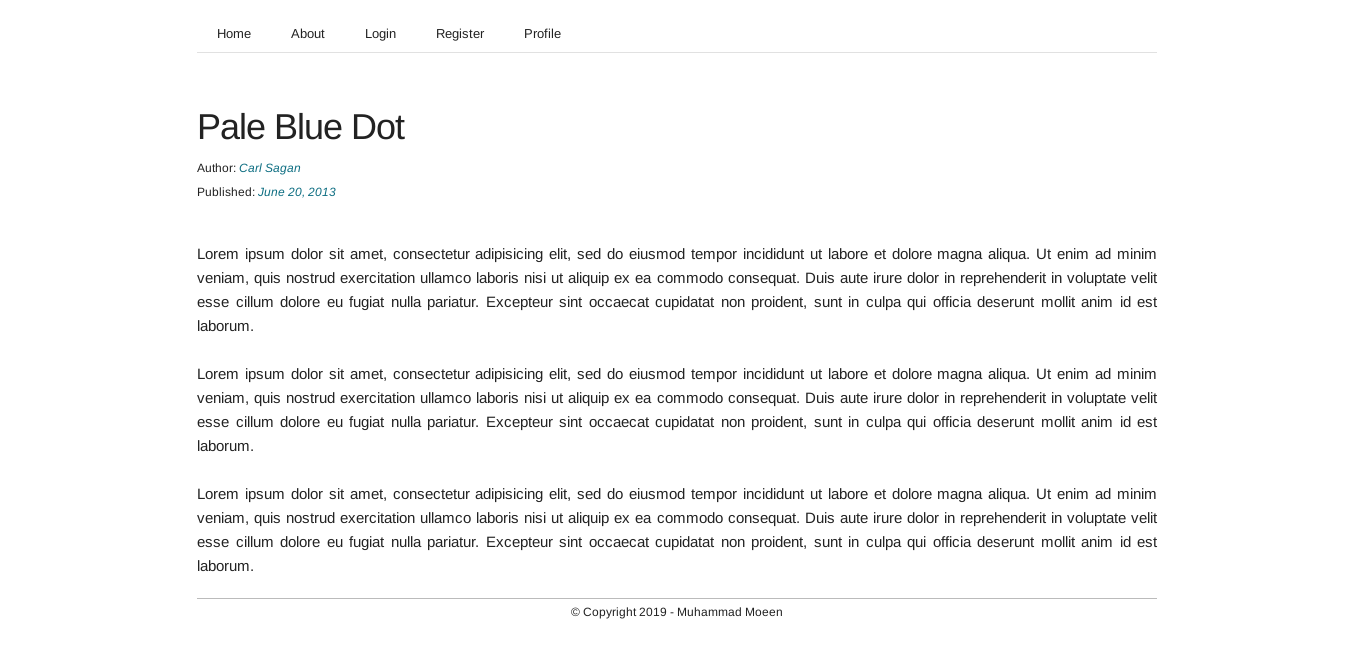 Home About Login Register Profile
Pale Blue Dot
Author: Carl Sagan
Published: June 20, 2013
Lorem ipsum dolor sit amet, consectetur adipisicing elit, sed do eiusmod tempor incididunt ut labore et dolore magna aliqua. Ut enim ad minim
veniam, quis nostrud exercitation ullamco laboris nisi ut aliquip ex ea commodo consequat. Duis aute irure dolor in reprehenderit in voluptate velit
esse cillum dolore eu fugiat nulla pariatur. Excepteur sint occaecat cupidatat non proident, sunt in culpa qui officia deserunt mollit anim id est
laborum.
Lorem ipsum dolor sit amet, consectetur adipisicing elit, sed do eiusmod tempor incididunt ut labore et dolore magna aliqua. Ut enim ad minim
veniam, quis nostrud exercitation ullamco laboris nisi ut aliquip ex ea commodo consequat. Duis aute irure dolor in reprehenderit in voluptate velit
esse cillum dolore eu fugiat nulla pariatur. Excepteur sint occaecat cupidatat non proident, sunt in culpa qui officia deserunt mollit anim id est
laborum.
Lorem ipsum dolor sit amet, consectetur adipisicing elit, sed do eiusmod tempor incididunt ut labore et dolore magna aliqua. Ut enim ad minim
veniam, quis nostrud exercitation ullamco laboris nisi ut aliquip ex ea commodo consequat. Duis aute irure dolor in reprehenderit in voluptate velit
esse cillum dolore eu fugiat nulla pariatur. Excepteur sint occaecat cupidatat non proident, sunt in culpa qui officia deserunt mollit anim id est
laborum.
© Copyright 2019 - Muhammad Moeen